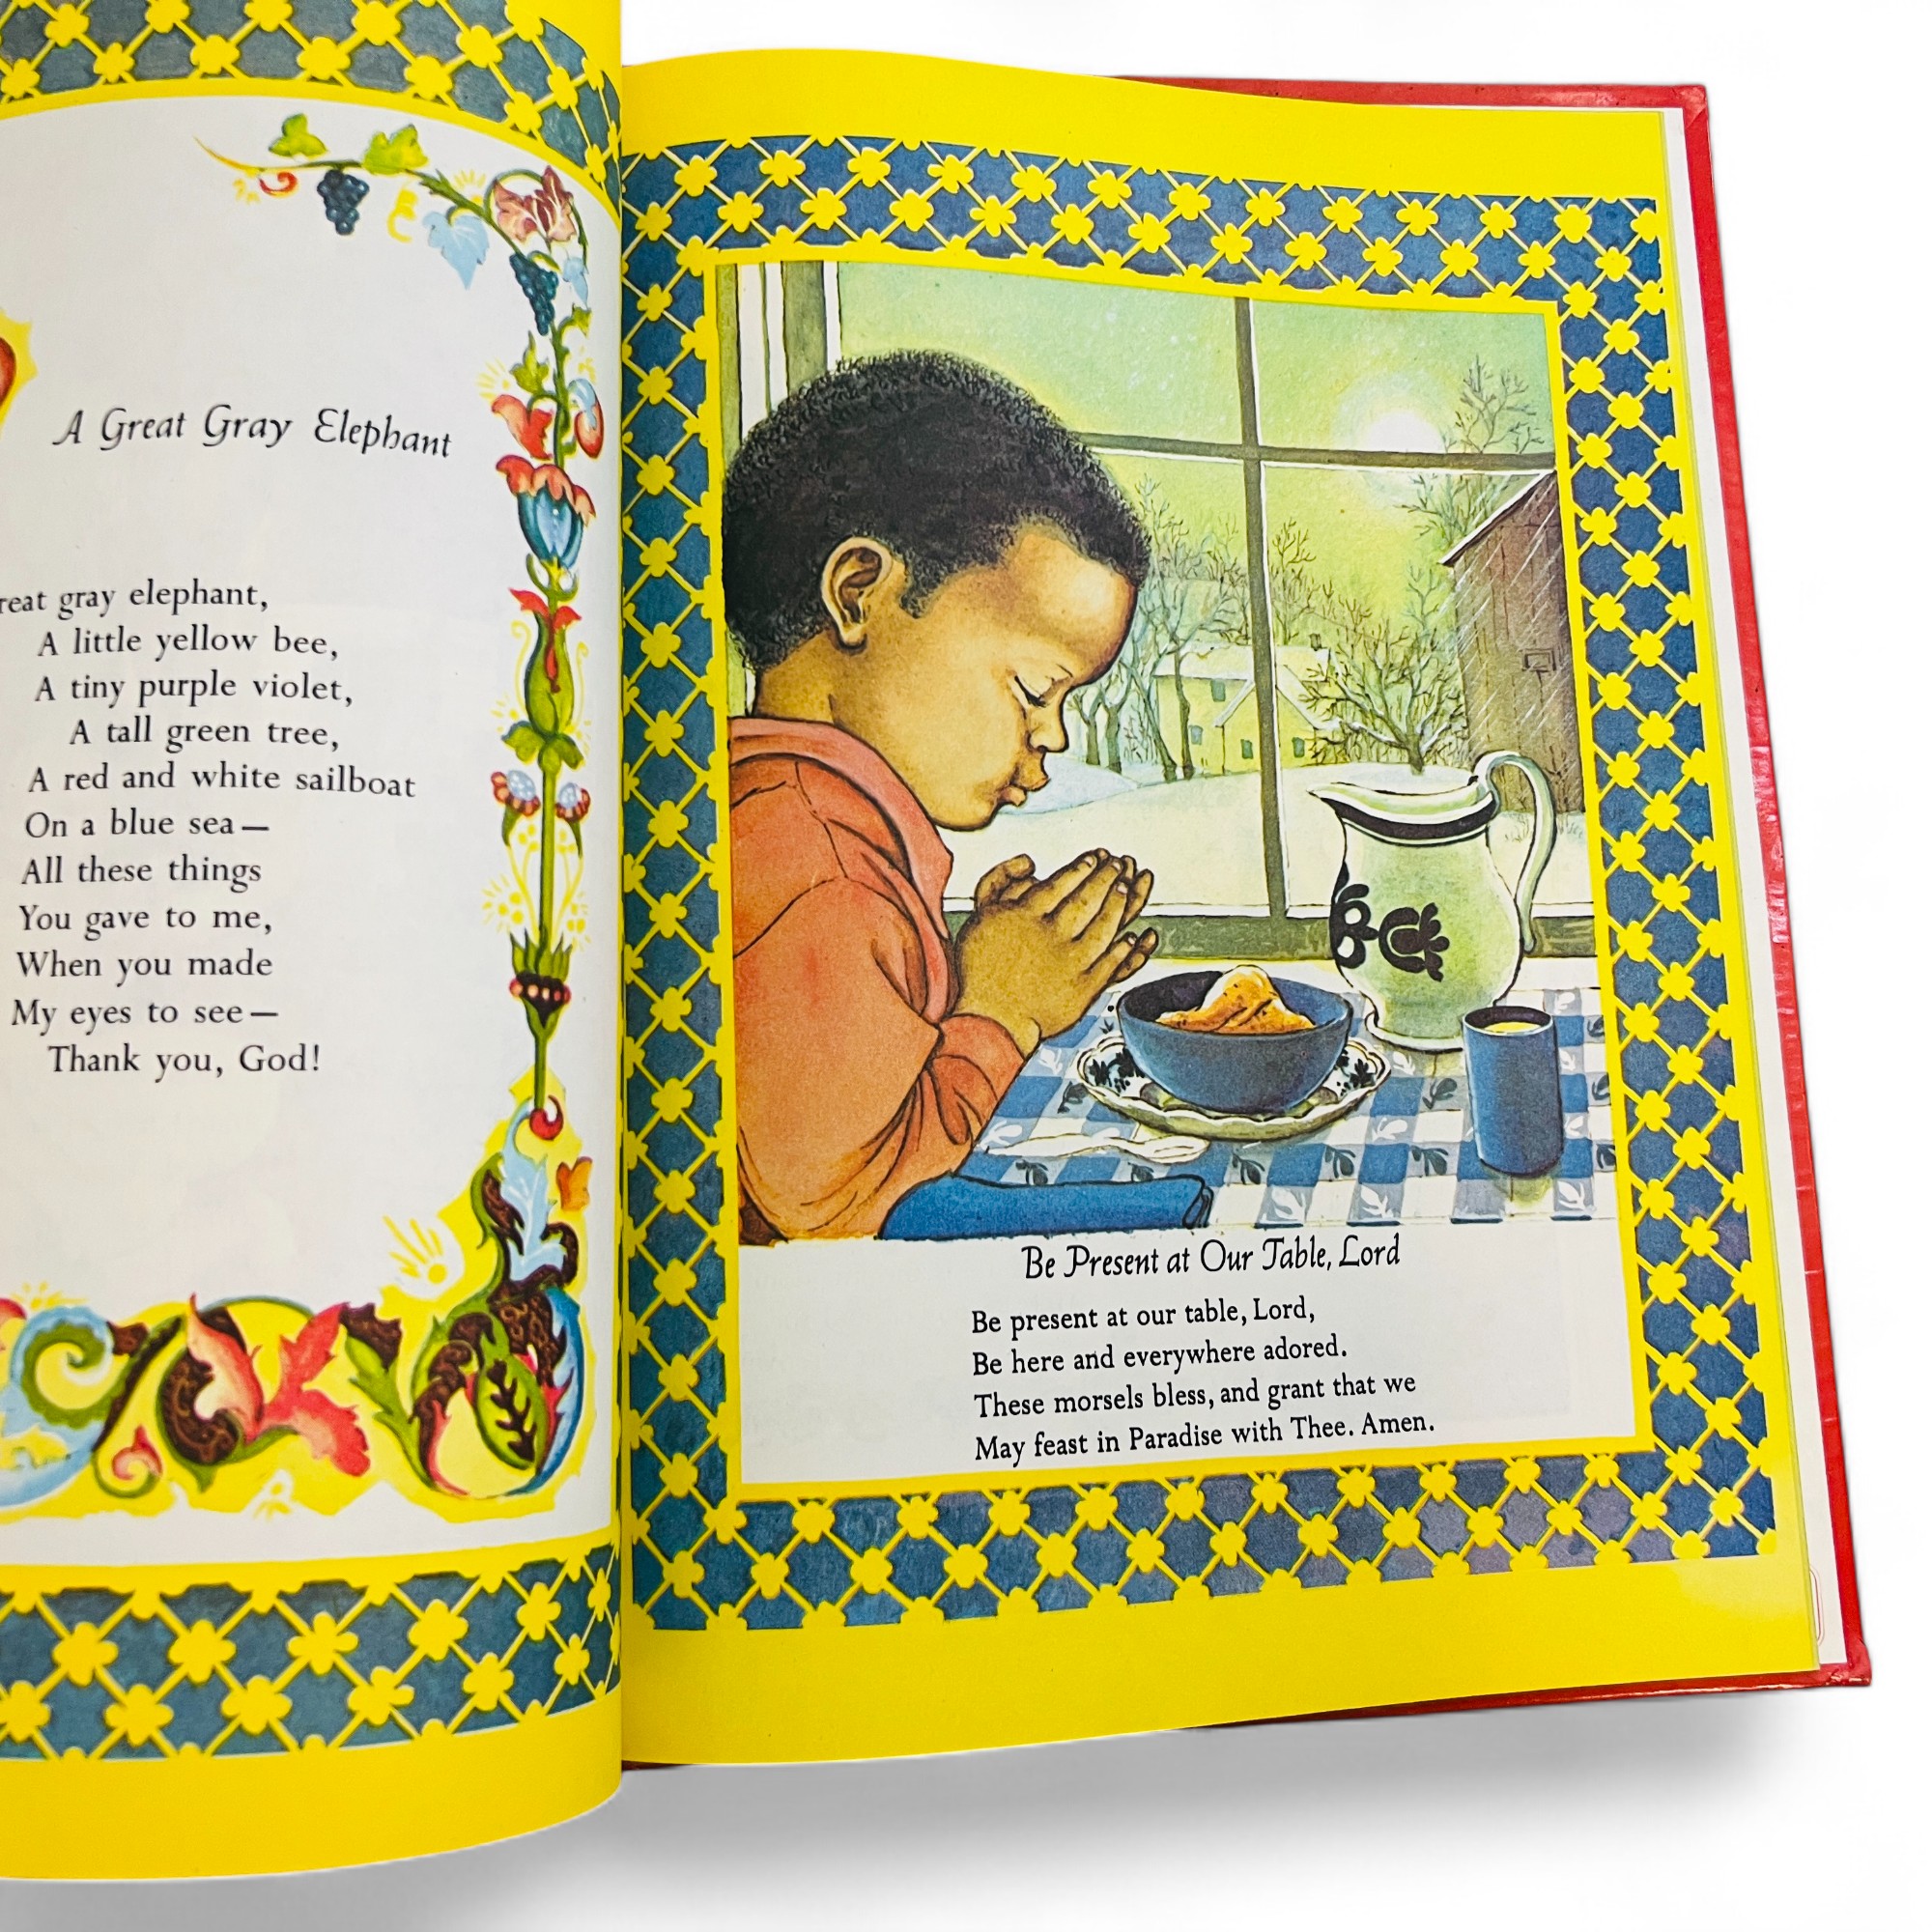 A Great Gray Elephant
gray elephant,
A little yellow bee,
A tiny purple violet,
A tall green tree,
A red and white sailboat
On a blue sea—
All these things
You gave to me,
When you made
My eyes to see—
Thank you, God!
Be Present at Our Table, Lord
Be present at our table, Lord,
Be here and everywhere adored.
These morsels bless, and grant that we
May feast in Paradise with Thee. Amen.